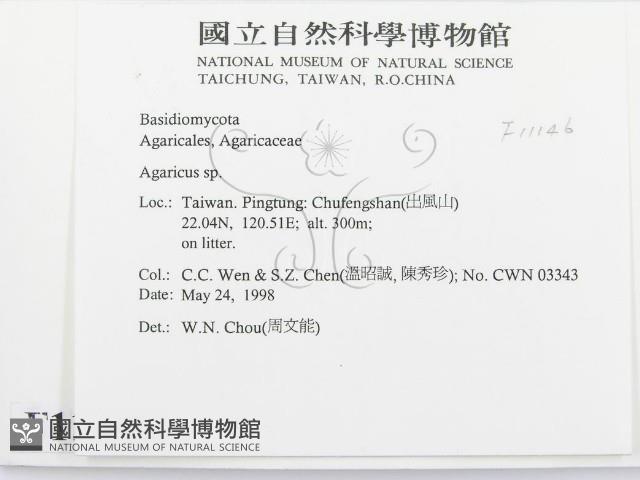 國立自然科學博物館
NATIONAL MUSEUM OF NATURAL SCIENCE
TAICHUNG, TAIWAN, R.O.CHINA
Basidiomycota
F11146
Agaricales, Agaricaceae
Agaricus sp.
Loc.: Taiwan. Pingtung: Chufengshan(出風山)
22.04N, 120.51E; alt. 300m;
on litter.
Col.: C.C. Wen & S.Z. Chen(溫昭誠, 陳秀珍); No. CWN 03343
Date: May 24, 1998
Det.: W.N. Chou(周文能)
國立自然科學博物館
NATIONAL MUSEUM OF NATURAL SCIENCE